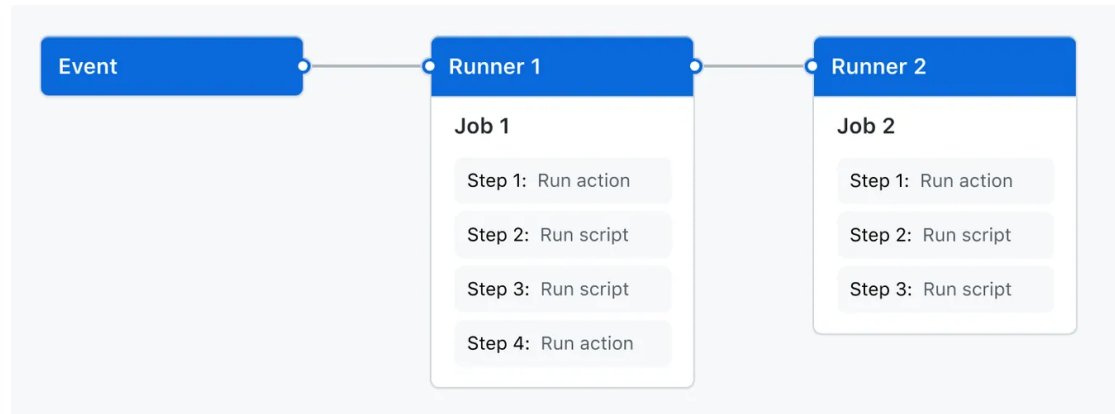 Event
Runner 1
Job 1
Step 1: Run action
Step 2: Run script
Step 3: Run script
Step 4: Run action
Runner 2
Job 2
Step 1: Run action
Step 2: Run script
Step 3: Run script